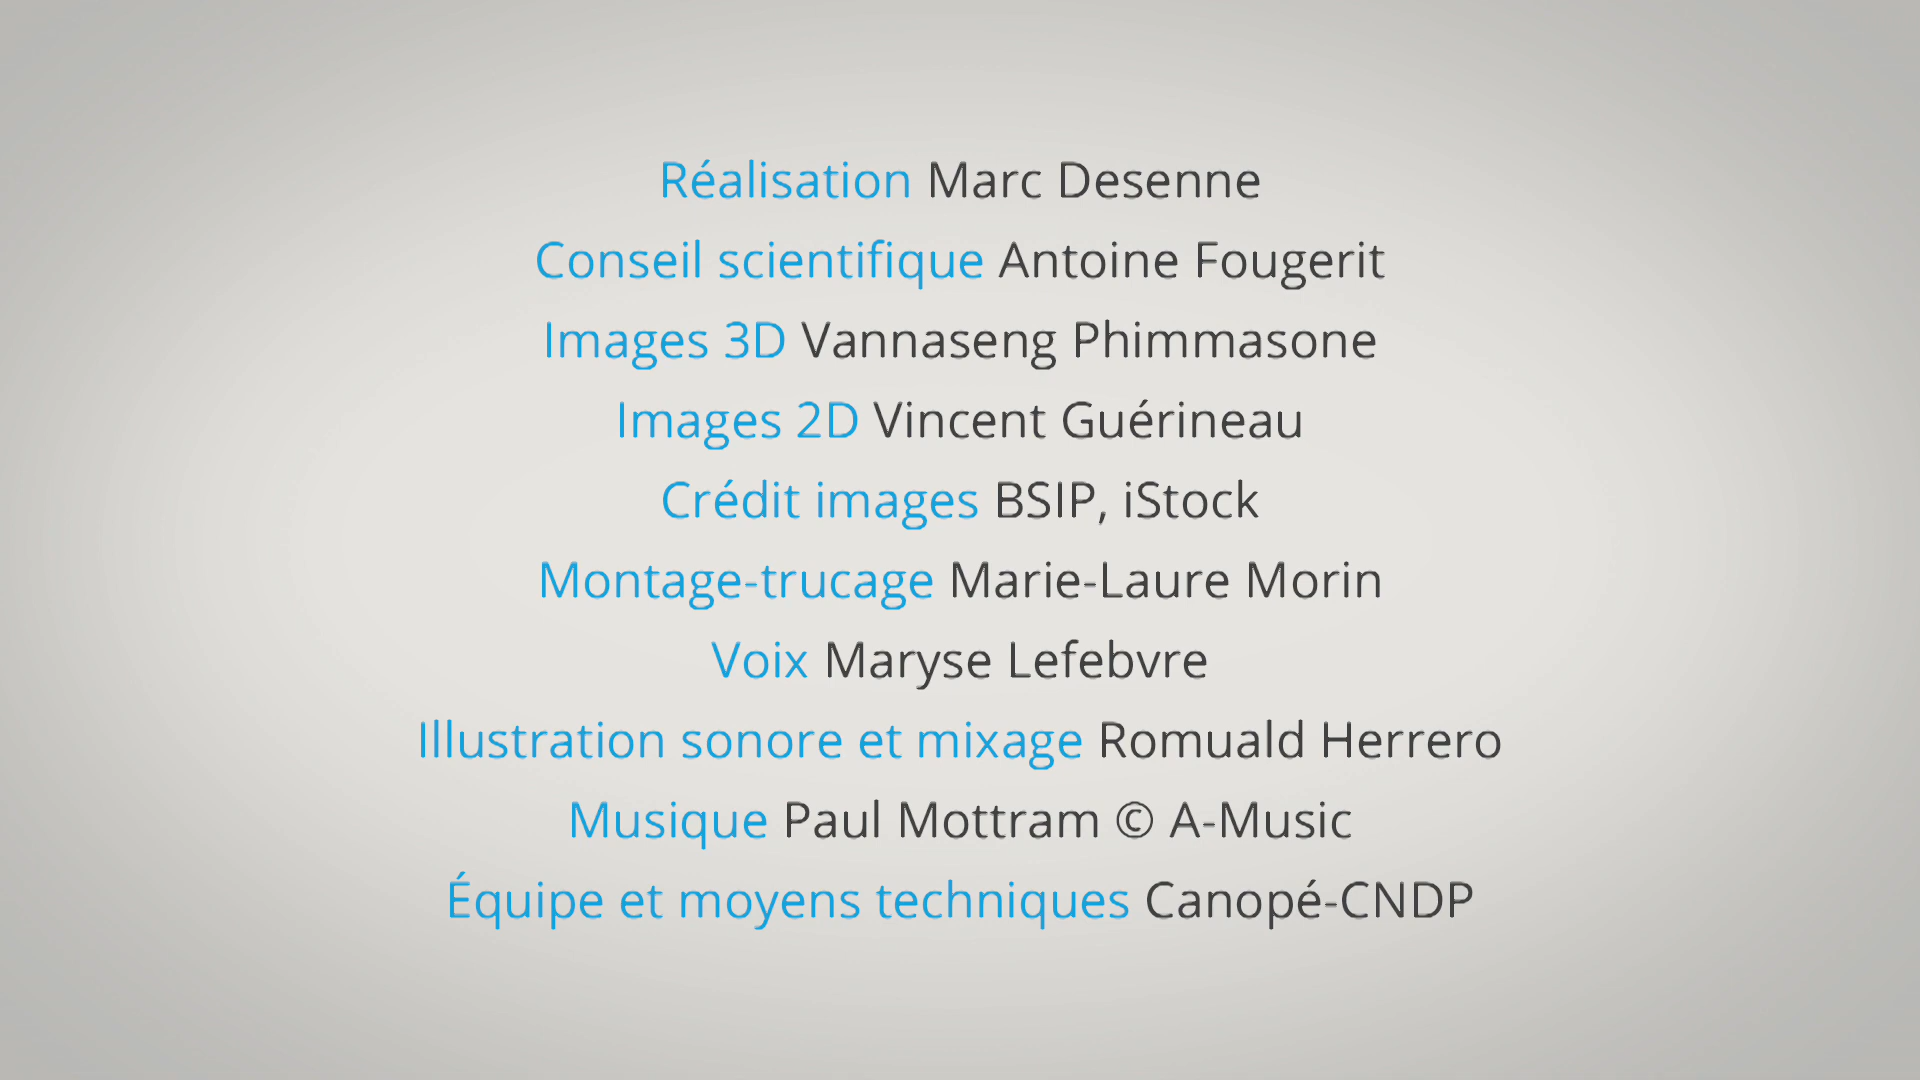 Réalisation Marc Desenne
Conseil scientifique Antoine Fougerit
Images 3D Vannaseng Phimmasone
Images 2D Vincent Guérineau
Crédit images BSIP, iStock
Montage-trucage Marie-Laure Morin
Voix Maryse Lefebvre
Illustration sonore et mixage Romuald Herrero
Musique Paul Mottram © A-Music
Équipe et moyens techniques Canopé-CNDP